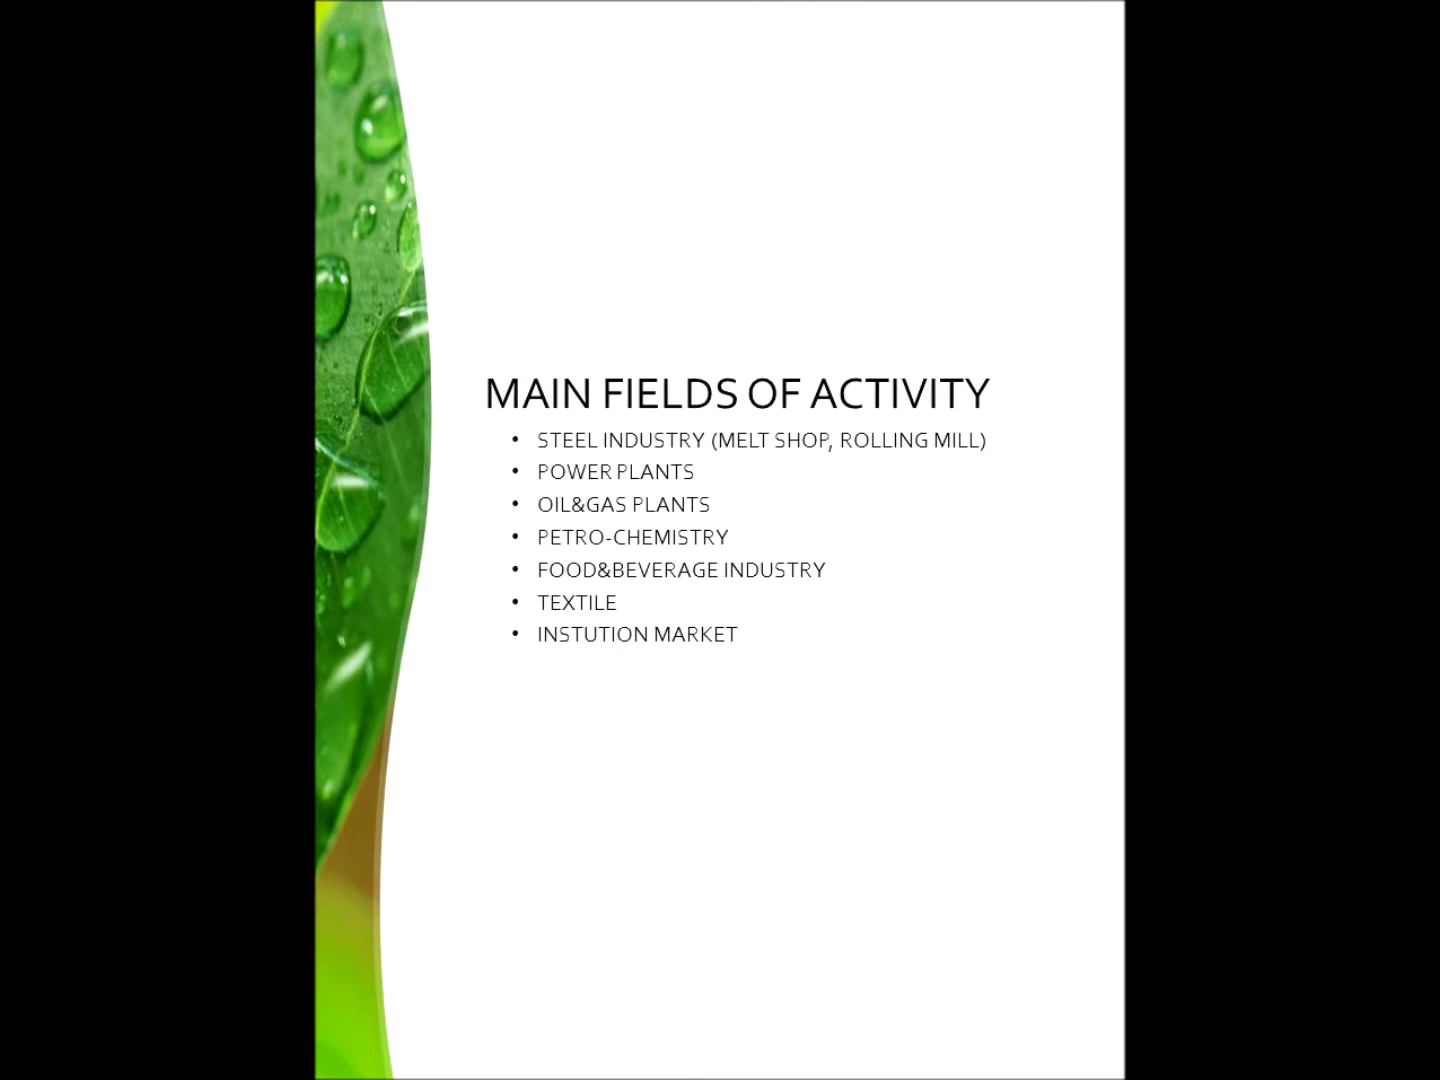 MAIN FIELDS OF ACTIVITY
• STEEL INDUSTRY (MELT SHOP, ROLLING MILL)
• POWER PLANTS
• OIL&GAS PLANTS
• PETRO-CHEMISTRY
• FOOD&BEVERAGE INDUSTRY
• TEXTILE
• INSTUTION MARKET